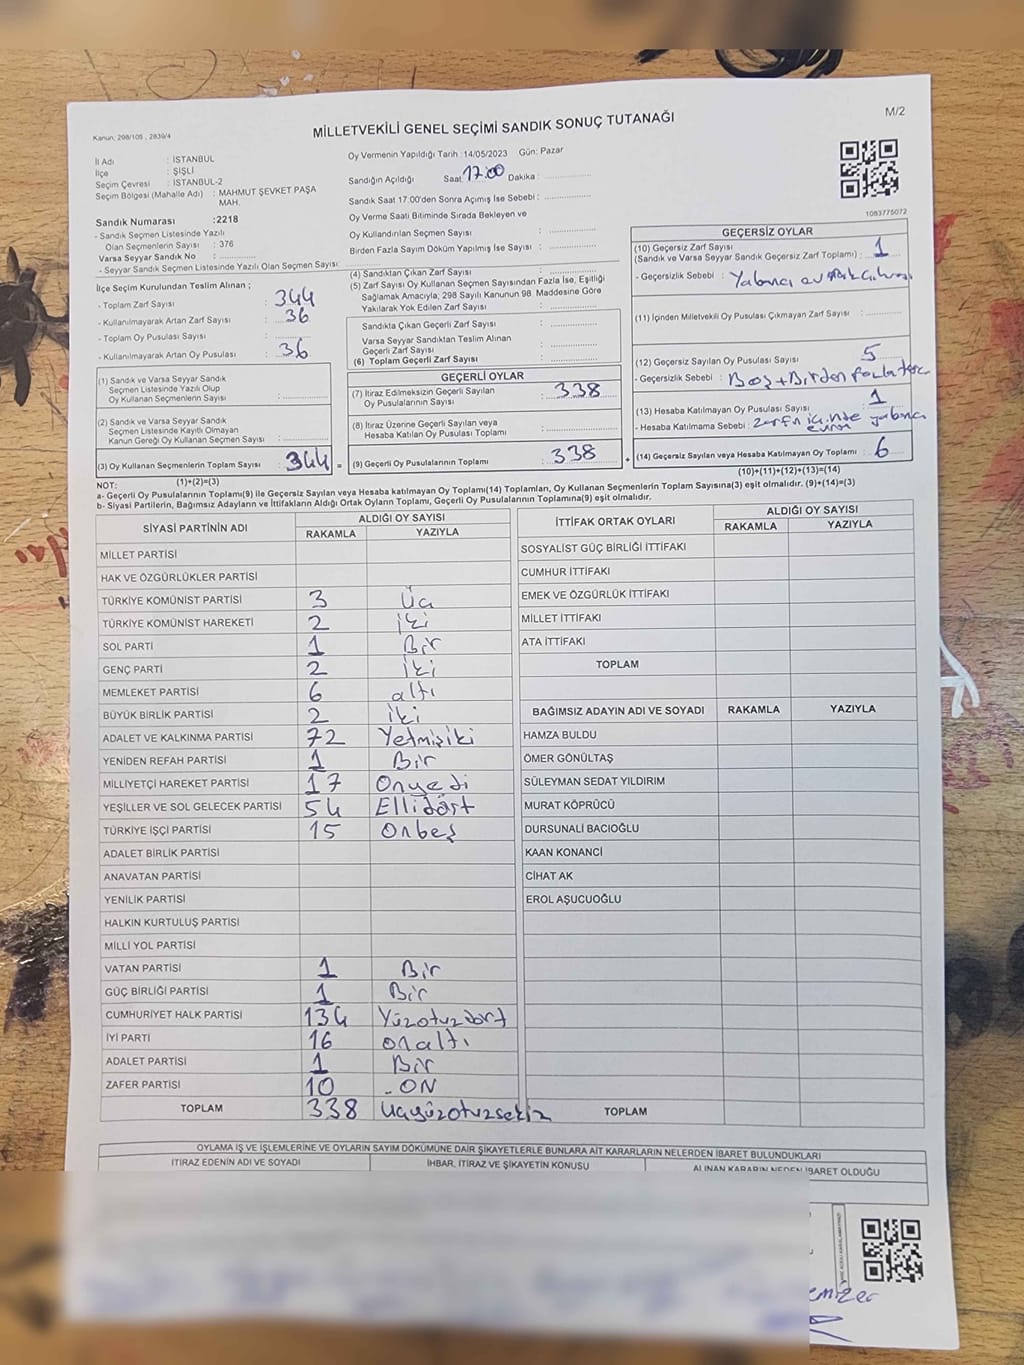 M/2
Kanun; 298/105 , 2839/4
MİLLETVEKİLİ GENEL SEÇİMİ SANDIK SONUÇ TUTANAĞI
İl Adı : İSTANBUL
İlçe : ŞİŞLİ
Seçim Çevresi : İSTANBUL-2
Seçim Bölgesi (Mahalle Adı) : MAHMUT ŞEVKET PAŞA
MAH.
Sandık Numarası :2218
- Sandık Seçmen Listesinde Yazılı
Olan Seçmenlerin Sayısı : 376
Varsa Seyyar Sandık No :
- Seyyar Sandık Seçmen Listesinde Yazılı Olan Seçmen Sayısı:
İlçe Seçim Kurulundan Teslim Alınan ;
- Toplam Zarf Sayısı : 344
- Kullanılmayarak Artan Zarf Sayısı : 36
- Toplam Oy Pusulası Sayısı :
- Kullanılmayarak Artan Oy Pusulası : 36
(1) Sandık ve Varsa Seyyar Sandık
Seçmen Listesinde Yazılı Olup
Oy Kullanan Seçmenlerin Sayısı :
(2) Sandık ve Varsa Seyyar Sandık
Seçmen Listesinde Kayıtlı Olmayan
Kanun Gereği Oy Kullanan Seçmen Sayısı :
(3) Oy Kullanan Seçmenlerin Toplam Sayısı : 344 =
(1)+(2)=(3)
Oy Vermenin Yapıldığı Tarih :14/05/2023 Gün: Pazar
Sandığın Açıldığı Saat: 17:00 Dakika :
Sandık Saat 17.00'den Sonra Açımış İse Sebebi :
Oy Verme Saati Bitiminde Sırada Bekleyen ve
Oy Kullandırılan Seçmen Sayısı :
Birden Fazla Sayım Döküm Yapılmış İse Sayısı :
(4) Sandıktan Çıkan Zarf Sayısı :
(5) Zarf Sayısı Oy Kullanan Seçmen Sayısından Fazla İse, Eşitliği
Sağlamak Amacıyla; 298 Sayılı Kanunun 98. Maddesine Göre
Yakılarak Yok Edilen Zarf Sayısı :
Sandıkta Çıkan Geçerli Zarf Sayısı :
Varsa Seyyar Sandıktan Teslim Alınan
Geçerli Zarf Sayısı :
(6) Toplam Geçerli Zarf Sayısı :
GEÇERLİ OYLAR
(7) İtiraz Edilmeksizin Geçerli Sayılan
Oy Pusulalarının Sayısı : 338
(8) İtiraz Üzerine Geçerli Sayılan veya
Hesaba Katılan Oy Pusulası Toplamı :
(9) Geçerli Oy Pusulalarının Toplamı : 338 +
1083775072
GEÇERSİZ OYLAR
(10) Geçersiz Zarf Sayısı
(Sandık ve Varsa Seyyar Sandık Geçersiz Zarf Toplamı) : 1
- Geçersizlik Sebebi : Yabancı
(11) İçinden Milletvekili Oy Pusulası Çıkmayan Zarf Sayısı :
(12) Geçersiz Sayılan Oy Pusulası Sayısı : 5
- Geçersizlik Sebebi : Boş+Birden fazla
(13) Hesaba Katılmayan Oy Pusulası Sayısı : 1
- Hesaba Katılmama Sebebi : zarfın içinde yabancı
evrak
(14) Geçersiz Sayılan veya Hesaba Katılmayan Oy Toplamı : 6
(10)+(11)+(12)+(13)=(14)
NOT:
a- Geçerli Oy Pusulalarının Toplamı(9) ile Geçersiz Sayılan veya Hesaba katılmayan Oy Toplamı(14) Toplamları, Oy Kullanan Seçmenlerin Toplam Sayısına(3) eşit olmalıdır. (9)+(14)=(3)
b- Siyasi Partilerin, Bağımsız Adayların ve İttifakların Aldığı Ortak Oyların Toplamı, Geçerli Oy Pusulalarının Toplamına(9) eşit olmalıdır.
SİYASİ PARTİNİN ADI ALDIĞI OY SAYISI
RAKAMLA YAZIYLA
MİLLET PARTİSİ
HAK VE ÖZGÜRLÜKLER PARTİSİ
TÜRKİYE KOMÜNİST PARTİSİ 3 Üç
TÜRKİYE KOMÜNİST HAREKETİ 2 iki
SOL PARTİ 1 Bir
GENÇ PARTİ 2 İki
MEMLEKET PARTİSİ 6 altı
BÜYÜK BİRLİK PARTİSİ 2 iki
ADALET VE KALKINMA PARTİSİ 72 Yetmişiki
YENİDEN REFAH PARTİSİ 1 Bir
MİLLİYETÇİ HAREKET PARTİSİ 17 Onyedi
YEŞİLLER VE SOL GELECEK PARTİSİ 54 Ellidört
TÜRKİYE İŞÇİ PARTİSİ 15 Onbeş
ADALET BİRLİK PARTİSİ
ANAVATAN PARTİSİ
YENİLİK PARTİSİ
HALKIN KURTULUŞ PARTİSİ
MİLLİ YOL PARTİSİ
VATAN PARTİSİ 1 Bir
GÜÇ BİRLİĞİ PARTİSİ 1 Bir
CUMHURİYET HALK PARTİSİ 134 Yüzotuzdört
İYİ PARTİ 16 onaltı
ADALET PARTİSİ 1 Bir
ZAFER PARTİSİ 10 ON
TOPLAM 338 üçyüzotuzsekiz
İTTİFAK ORTAK OYLARI ALDIĞI OY SAYISI
RAKAMLA YAZIYLA
SOSYALİST GÜÇ BİRLİĞİ İTTİFAKI
CUMHUR İTTİFAKI
EMEK VE ÖZGÜRLÜK İTTİFAKI
MİLLET İTTİFAKI
ATA İTTİFAKI
TOPLAM
BAĞIMSIZ ADAYIN ADI VE SOYADI RAKAMLA YAZIYLA
HAMZA BULDU
ÖMER GÖNÜLTAŞ
SÜLEYMAN SEDAT YILDIRIM
MURAT KÖPRÜCÜ
DURSUNALİ BACIOĞLU
KAAN KONANCİ
CİHAT AK
EROL AŞUCUOĞLU
TOPLAM
OYLAMA İŞ VE İŞLEMLERİNE VE OYLARIN SAYIM DÖKÜMÜNE DAİR ŞİKAYETLERLE BUNLARA AİT KARARLARIN NELERDEN İBARET BULUNDUKLARI
İTİRAZ EDENİN ADI VE SOYADI İHBAR, İTİRAZ VE ŞİKAYETİN KONUSU ALINAN KARARIN NEDEN İBARET OLDUĞU